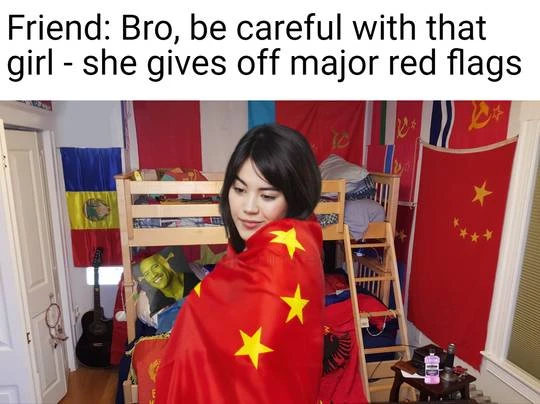 Friend: Bro, be careful with that
girl - she gives off major red flags